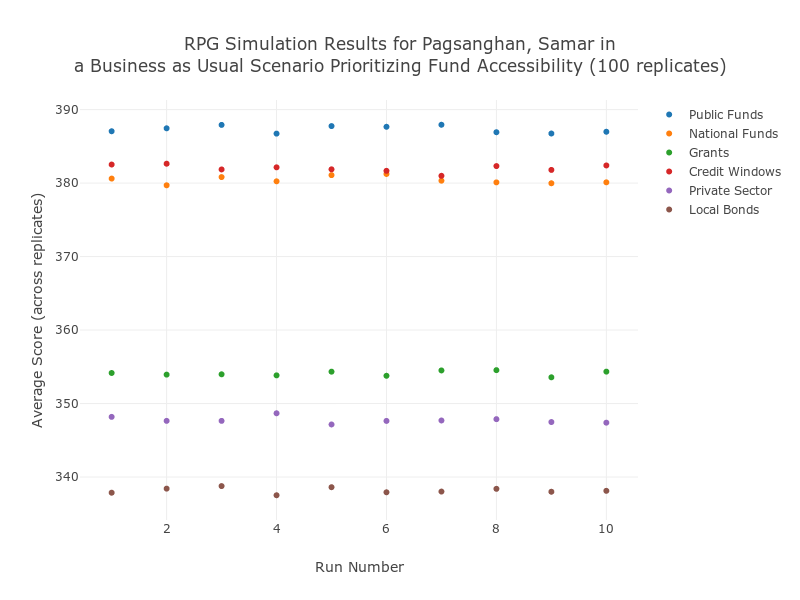 RPG Simulation Results for Pagsanghan, Samar in
a Business as Usual Scenario Prioritizing Fund Accessibility (100 replicates)
390
380
370
360
350
340
Average Score (across replicates)
2
4
6
8
10
Run Number
Public Funds
National Funds
Grants
Credit Windows
Private Sector
Local Bonds